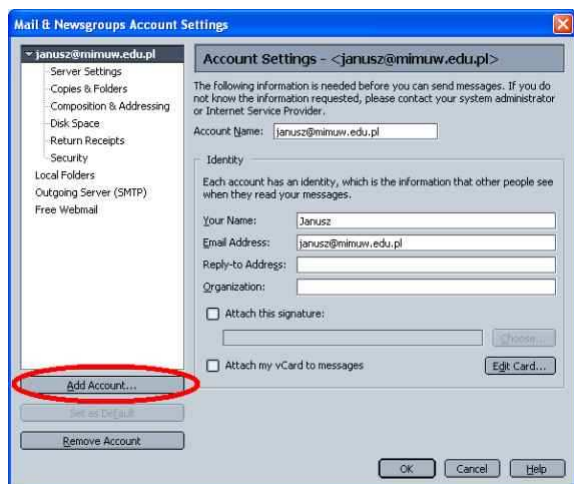 Mail & Newsgroups Account Settings
janusz@mimuw.edu.pl
Server Settings
Copies & Folders
Composition & Addressing
Disk Space
Return Receipts
Security
Local Folders
Outgoing Server (SMTP)
Free Webmail
Add Account...
Set as Default
Remove Account
Account Settings - <janusz@mimuw.edu.pl>
The following information is needed before you can send messages. If you do
not know the information requested, please contact your system administrator
or Internet Service Provider.
Account Name: janusz@mimuw.edu.pl
Identity
Each account has an identity, which is the information that other people see
when they read your messages.
Your Name: Janusz
Email Address: janusz@mimuw.edu.pl
Reply-to Address:
Organization:
Attach this signature:
Choose...
Attach my vCard to messages
Edit Card...
OK Cancel Help